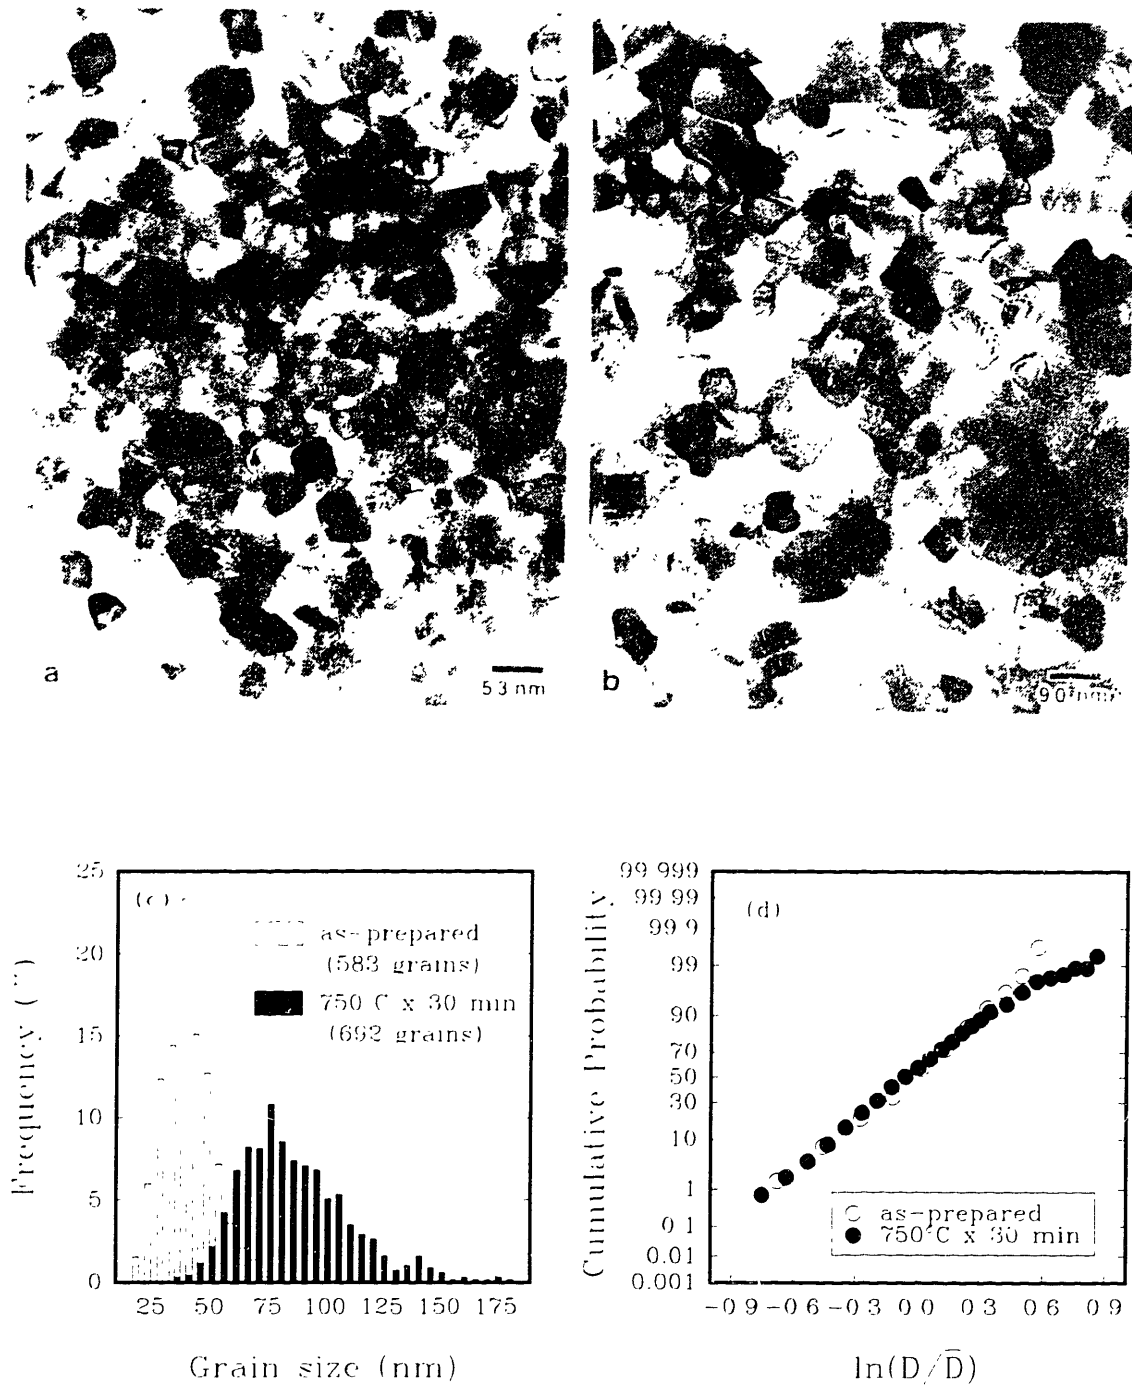 a
53 nm
b
90 nm
(c)
as-prepared
(583 grains)
750 C x 30 min
(692 grains)
25
20
15
10
5
0
Frequency (
25 50 75 100 125 150 175
Grain size (nm)
(d)
99 999
99 99
99 9
99
90
70
50
30
10
1
0 1
0.01
0.001
Cumulative Probability
as-prepared
750°C x 30 min
-0 9 -0 6 -0 3 0 0 0 3 0 6 0 9
ln(D/D̄)